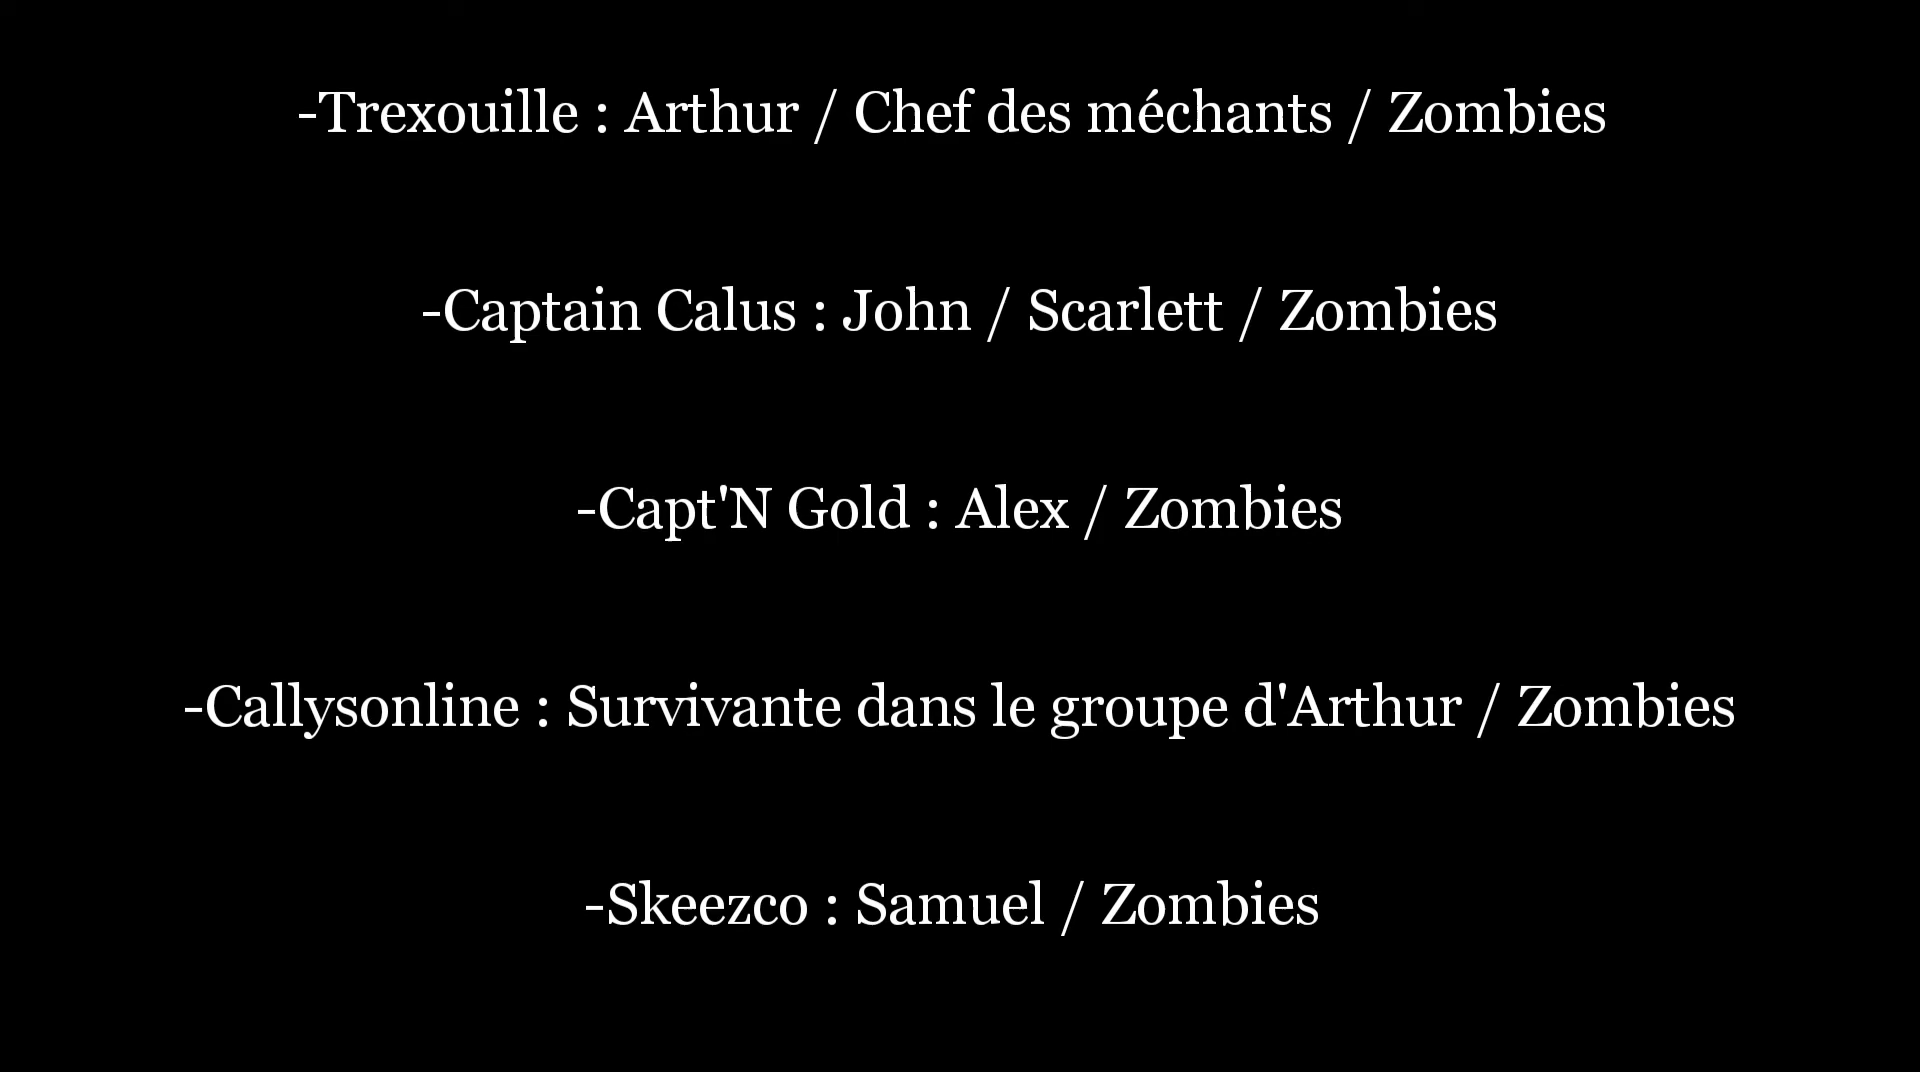 -Trexouille : Arthur / Chef des méchants / Zombies
-Captain Calus : John / Scarlett / Zombies
-Capt'N Gold : Alex / Zombies
-Callysonline : Survivante dans le groupe d'Arthur / Zombies
-Skeezco : Samuel / Zombies